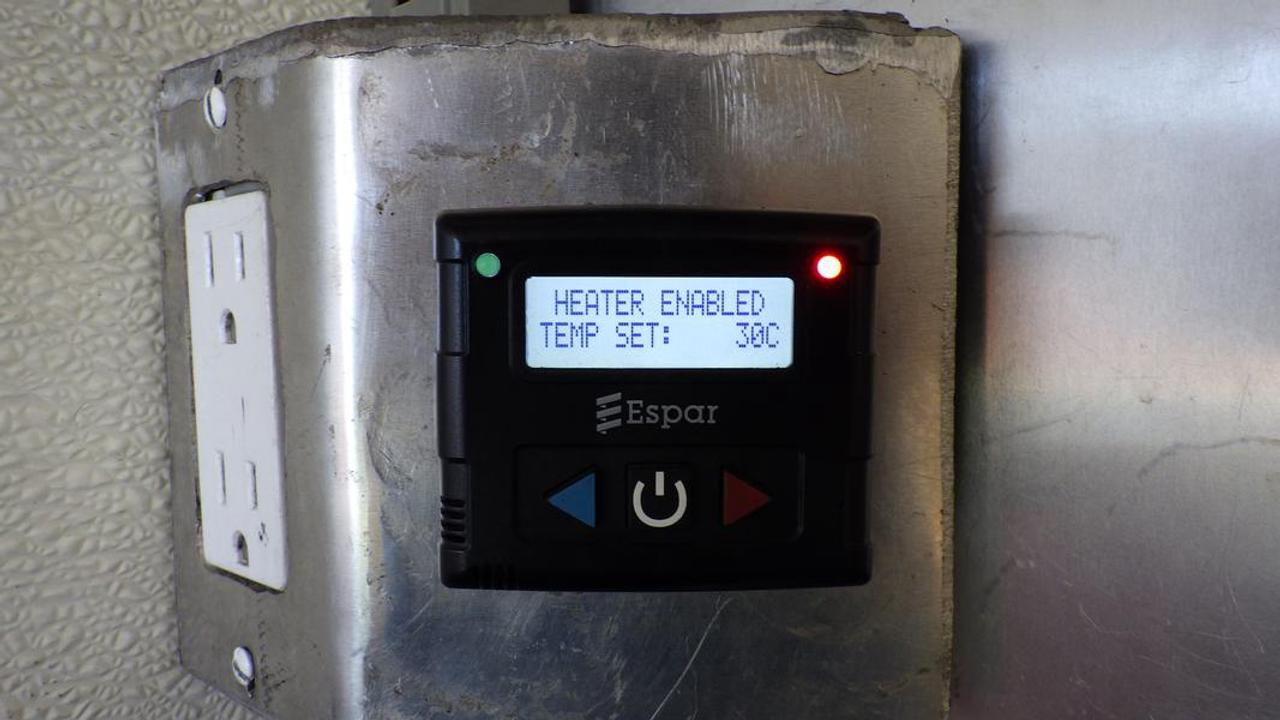 HEATER ENABLED
TEMP SET: 30C
Espar